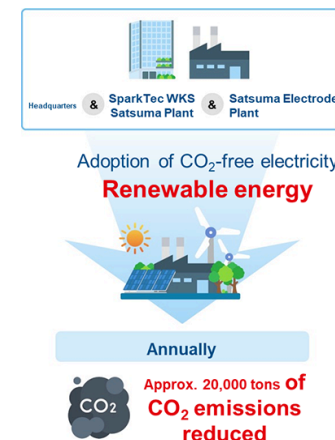 Headquarters & SparkTec WKS Satsuma Plant & Satsuma Electrode Plant
Adoption of CO₂-free electricity
Renewable energy
Annually
CO₂
Approx. 20,000 tons of
CO₂ emissions
reduced